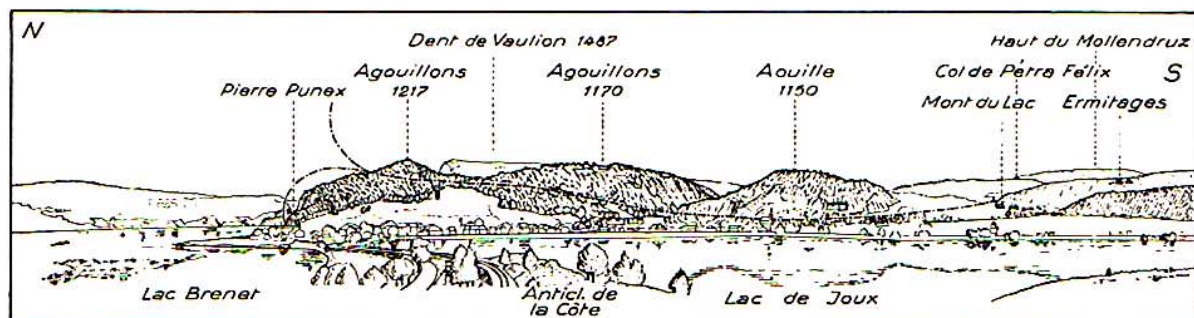 N
Dent de Vaulion 1487
Haut du Mollendruz
Agouillons
1217
Agouillons
1170
Aouille
1150
Col de Pétra Félix
S
Pierre Punex
Mont du Lac
Ermitages
Lac Brenet
Anticl. de
la Côte
Lac de Joux